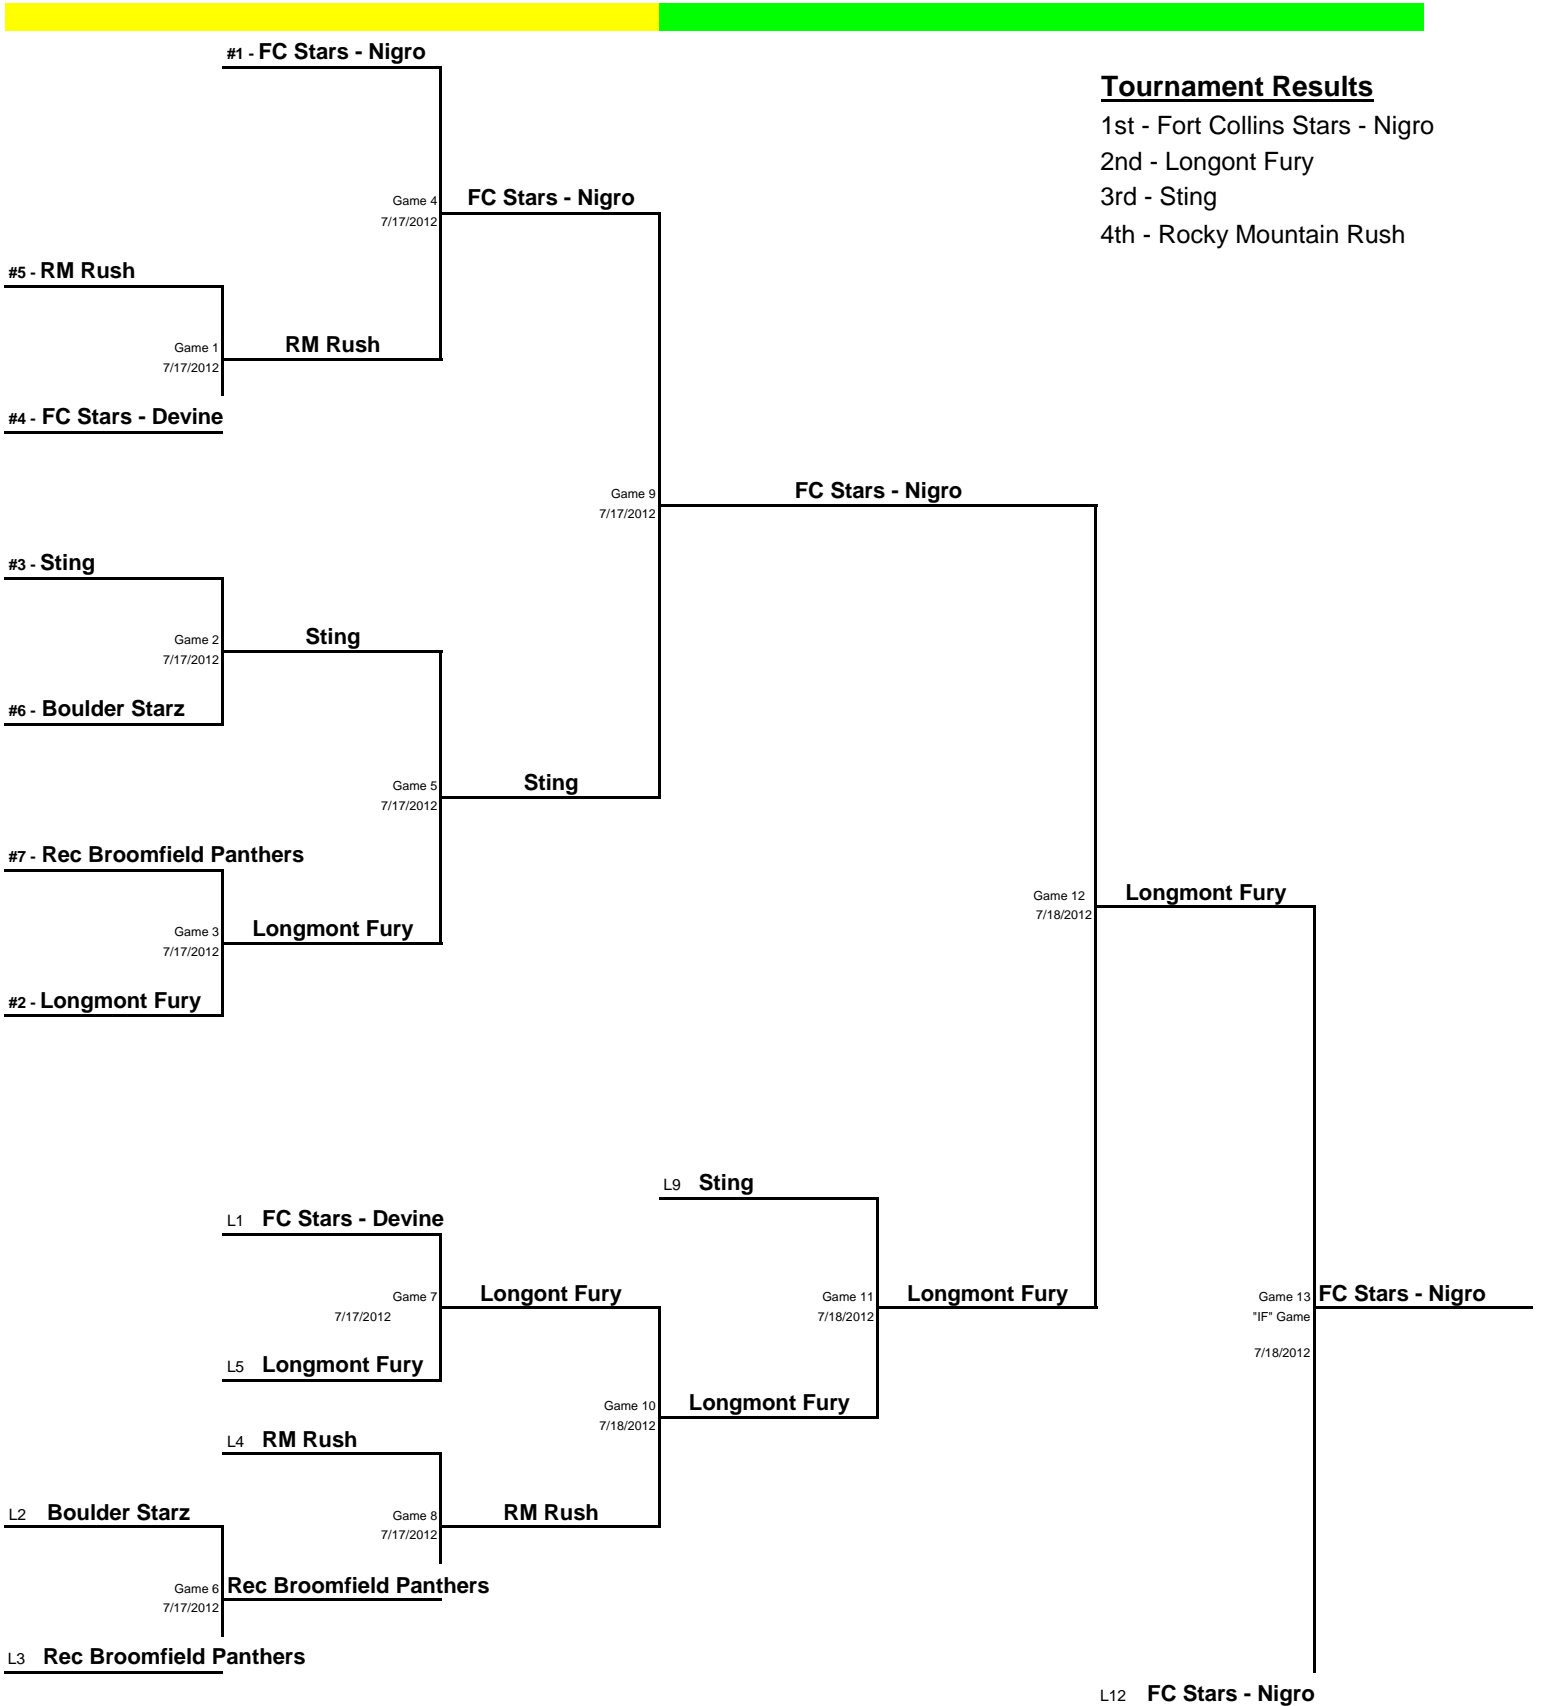 #1 - FC Stars - Nigro
Tournament Results
1st - Fort Collins Stars - Nigro
2nd - Longont Fury
3rd - Sting
4th - Rocky Mountain Rush
Game 4
7/17/2012
FC Stars - Nigro
#5 - RM Rush
Game 1
7/17/2012
RM Rush
#4 - FC Stars - Devine
Game 9
7/17/2012
FC Stars - Nigro
#3 - Sting
Game 2
7/17/2012
Sting
#6 - Boulder Starz
Game 5
7/17/2012
Sting
#7 - Rec Broomfield Panthers
Game 3
7/17/2012
Longmont Fury
#2 - Longmont Fury
Game 12
7/18/2012
Longmont Fury
L9 Sting
L1 FC Stars - Devine
Game 7
7/17/2012
Longont Fury
Game 11
7/18/2012
Longmont Fury
Game 13
"IF" Game
7/18/2012
FC Stars - Nigro
L5 Longmont Fury
Game 10
7/18/2012
Longmont Fury
L4 RM Rush
L2 Boulder Starz
Game 8
7/17/2012
RM Rush
Game 6
7/17/2012
Rec Broomfield Panthers
L3 Rec Broomfield Panthers
L12 FC Stars - Nigro